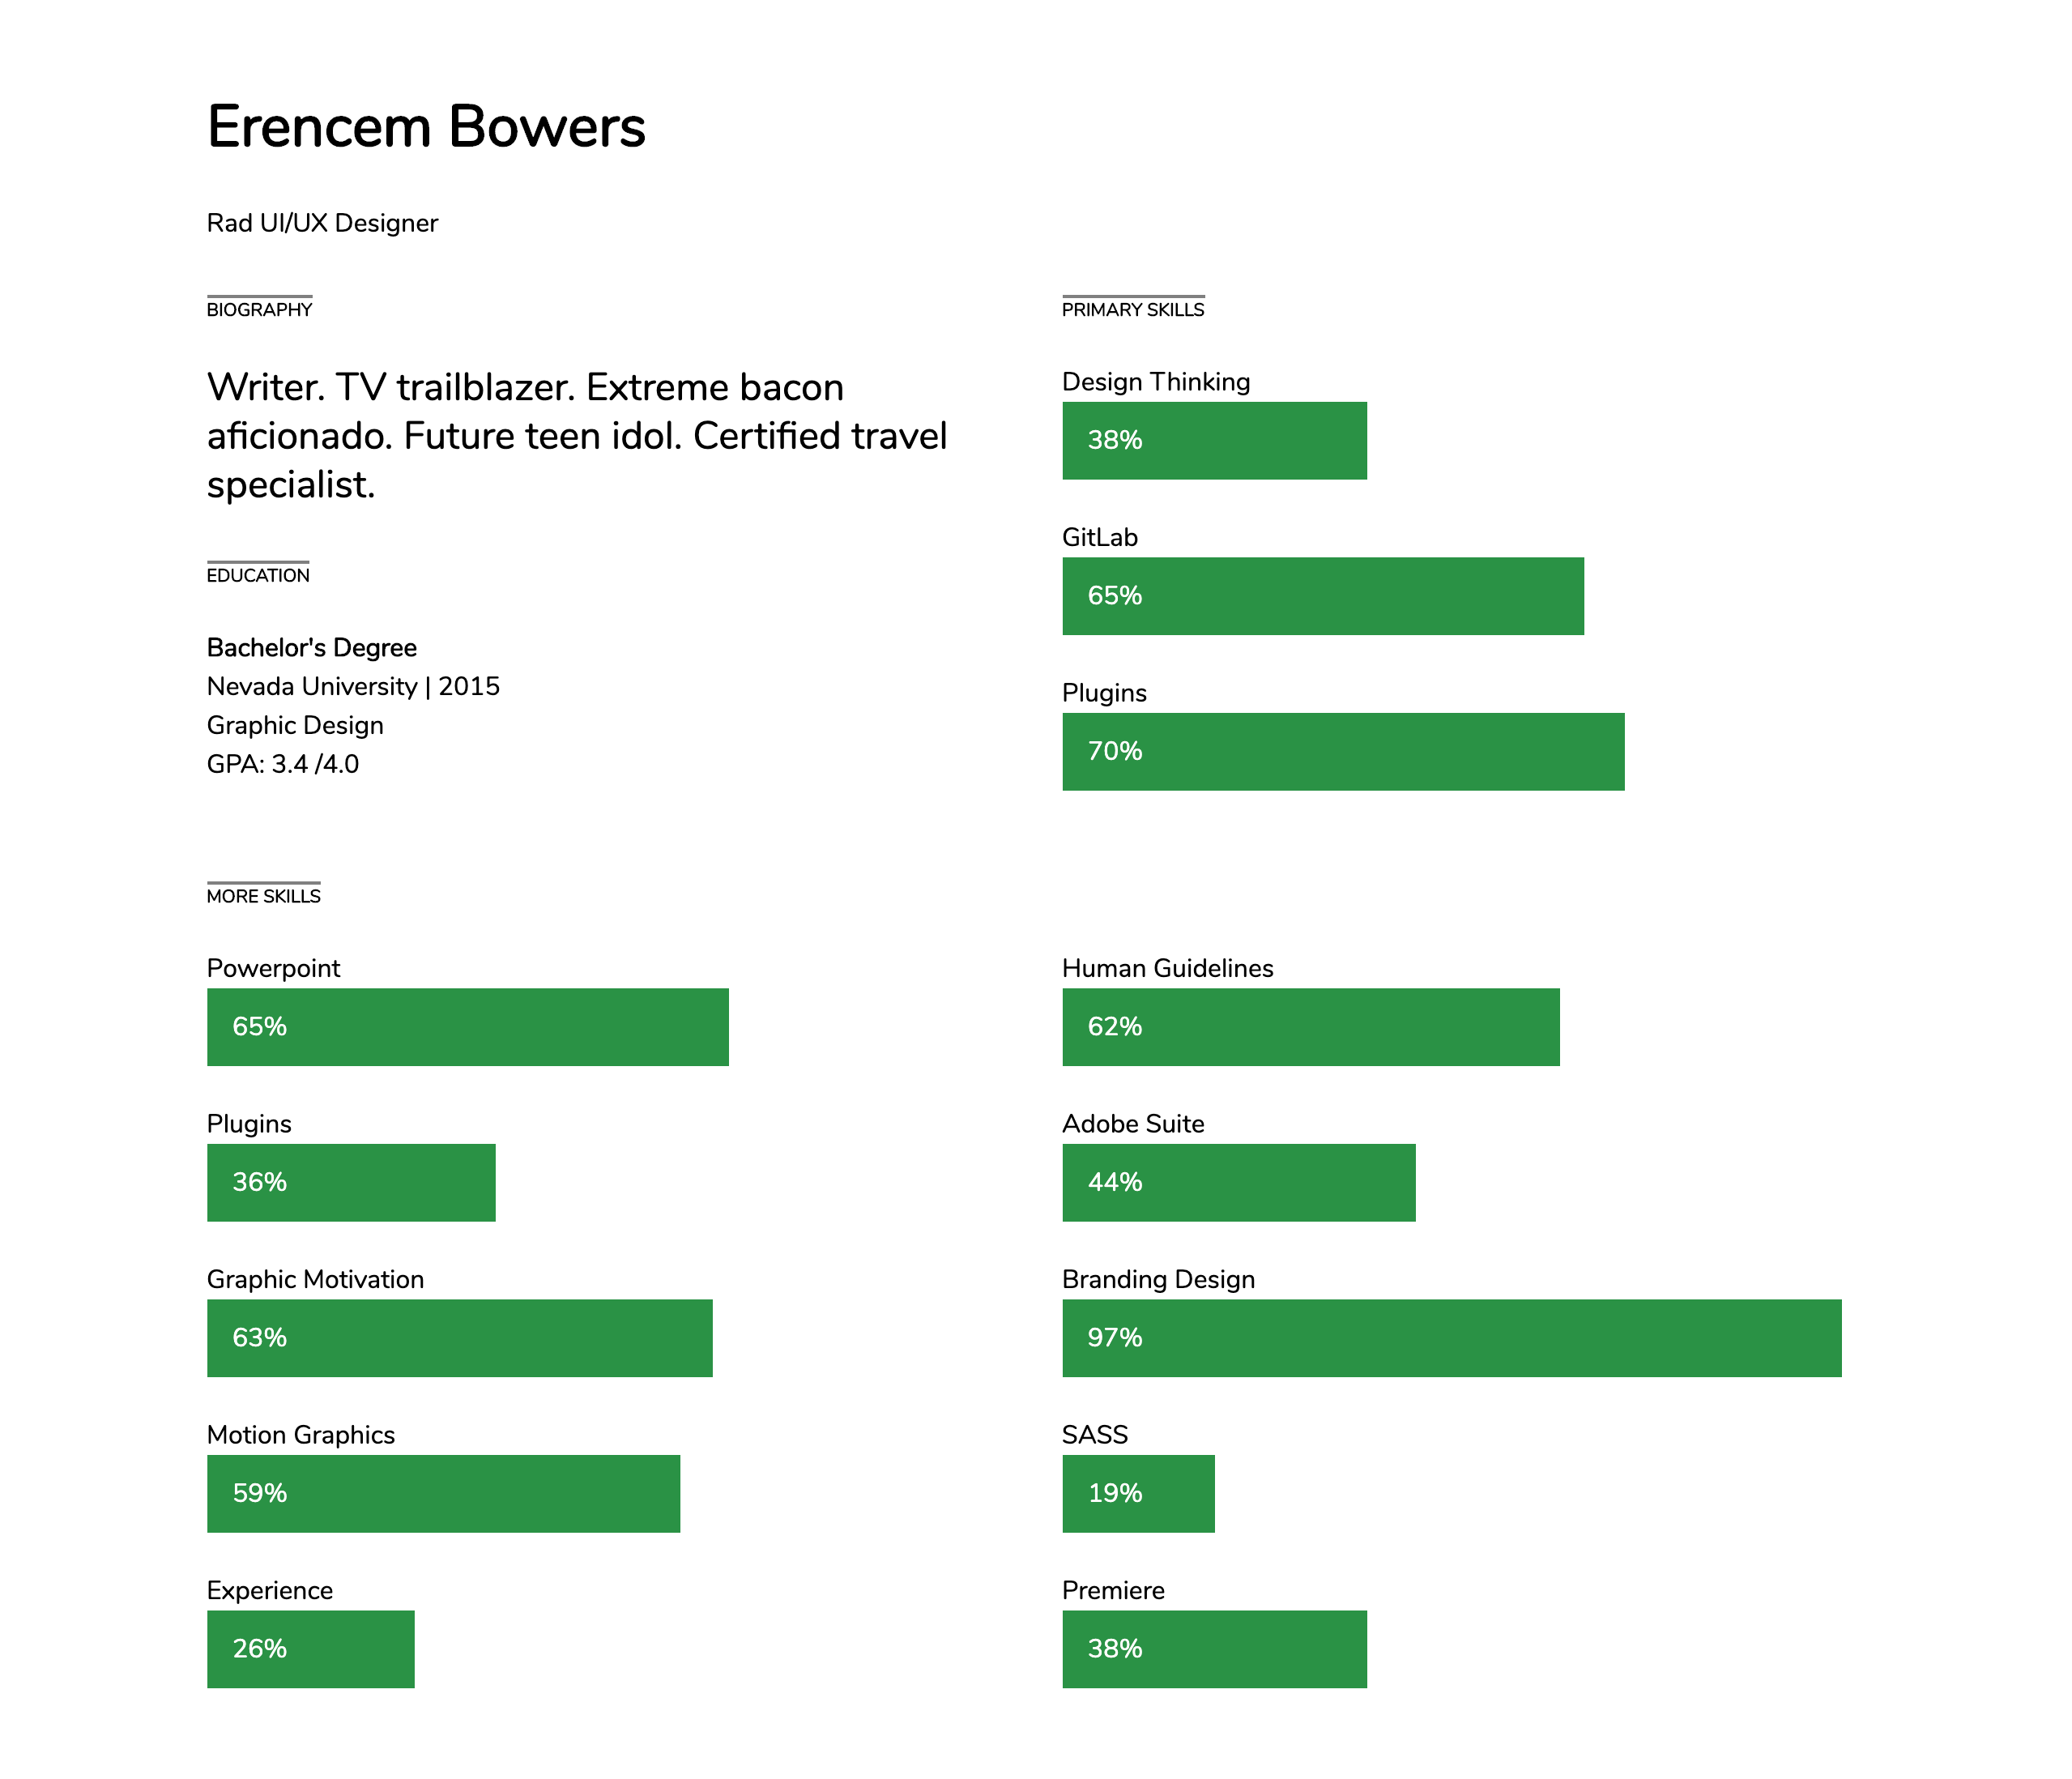 Erencem Bowers
Rad UI/UX Designer
BIOGRAPHY
Writer. TV trailblazer. Extreme bacon
aficionado. Future teen idol. Certified travel
specialist.
EDUCATION
Bachelor's Degree
Nevada University | 2015
Graphic Design
GPA: 3.4 /4.0
PRIMARY SKILLS
Design Thinking
38%
GitLab
65%
Plugins
70%
MORE SKILLS
Powerpoint
65%
Plugins
36%
Graphic Motivation
63%
Motion Graphics
59%
Experience
26%
Human Guidelines
62%
Adobe Suite
44%
Branding Design
97%
SASS
19%
Premiere
38%